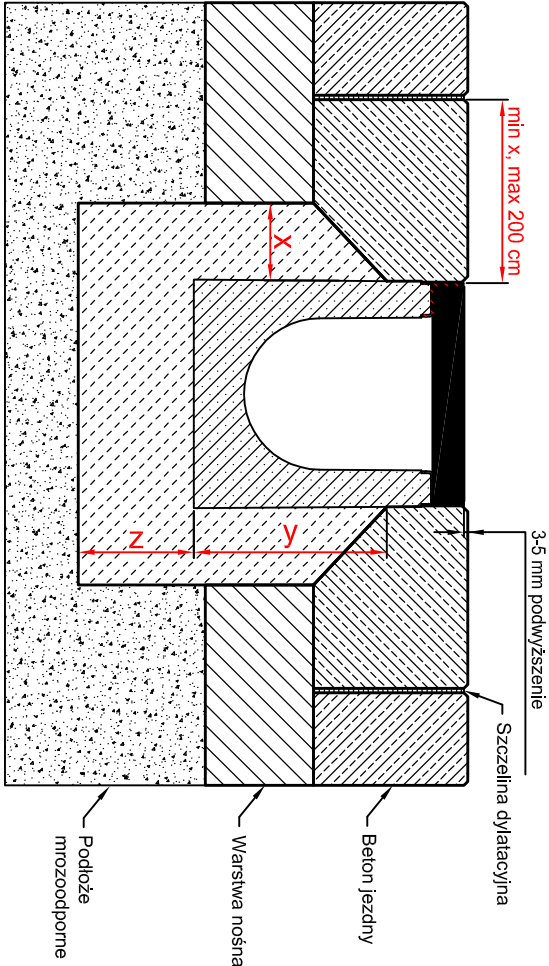 min x, max 200 cm
x
y
z
3-5 mm podwyższenie
Szczelina dylatacyjna
Beton jezdny
Warstwa nośna
Podłoże
mrozoodporne